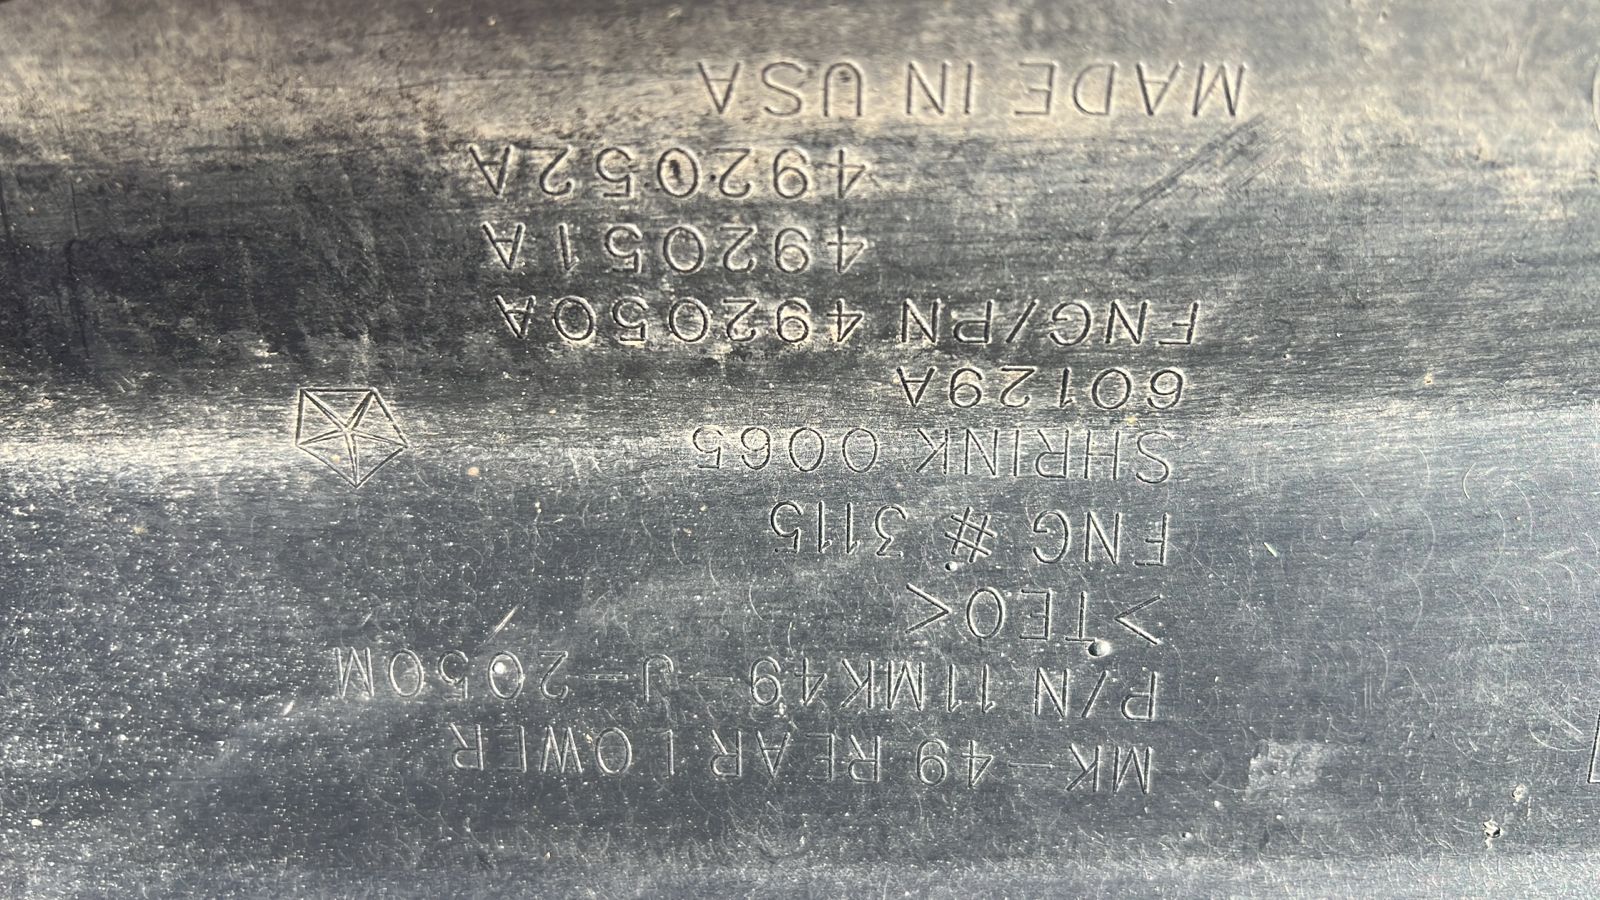 MK-49 REAR LOWER
P/N 11MK49-J-2050M
>TEO<
FNG # 3115
SHRINK 0065
60129A
FNG/PN 492050A
492051A
492052A
MADE IN USA